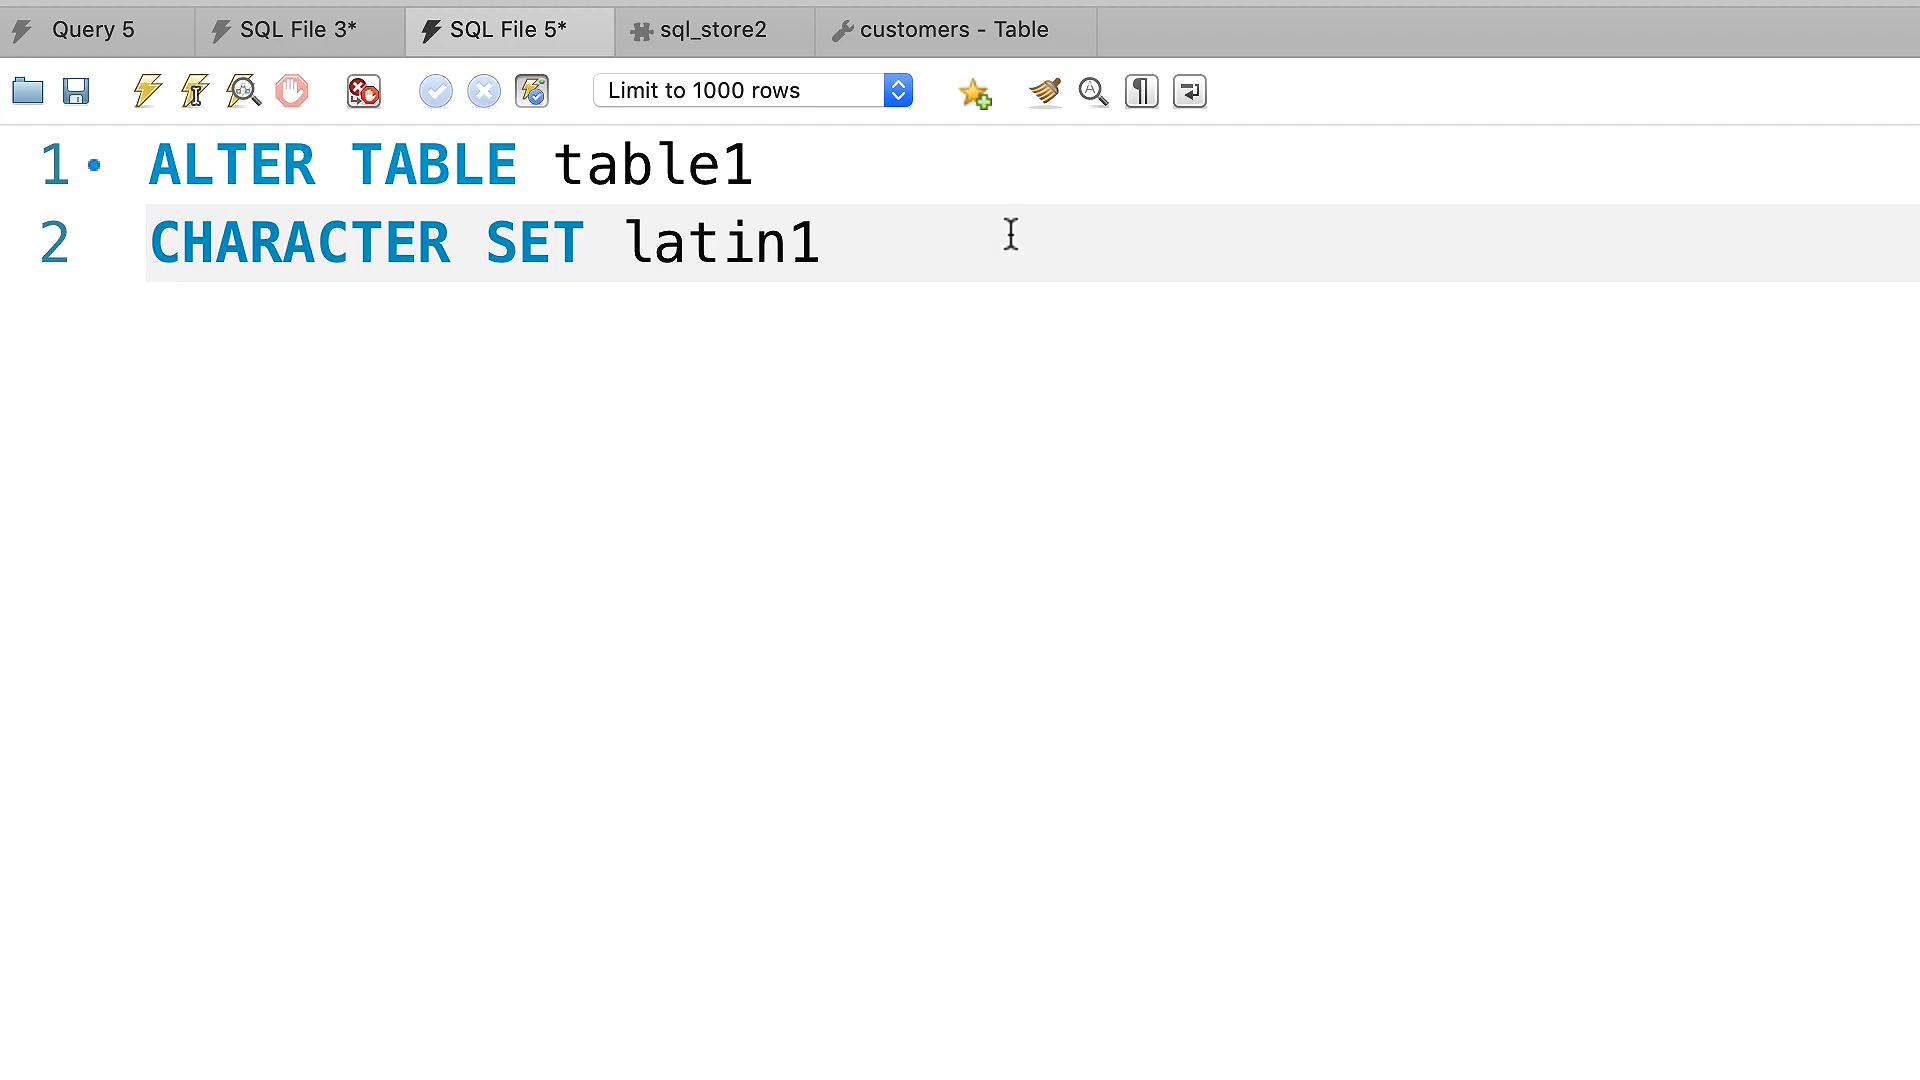 Query 5
SQL File 3*
SQL File 5*
sql_store2
customers - Table
Limit to 1000 rows
1 ALTER TABLE table1
2 CHARACTER SET latin1